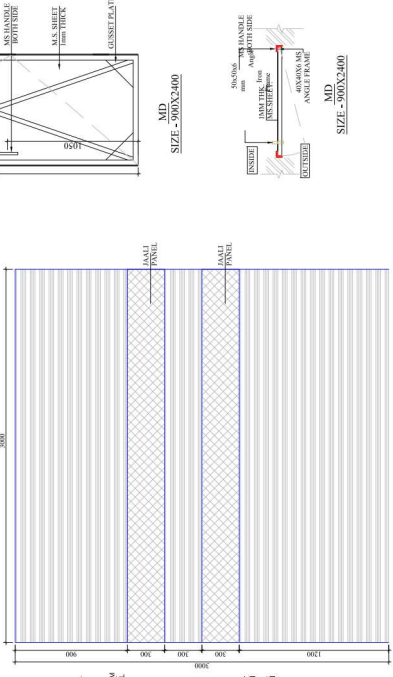 MS HANDLE
BOTH SIDE
M.S. SHEET
1mm THICK
GUSSET PLAT
1050
MD
SIZE - 900X2400
MS HANDLE
BOTH SIDE
50x50x6
mm
Angle
Iron
Frame
1MM THK.
MS.SHEET
40X40X6 MS
ANGLE FRAME
INSIDE
OUTSIDE
MD
SIZE - 900X2400
JAALI
PANEL
JAALI
PANEL
3000
900
300
300
300
1200
3000